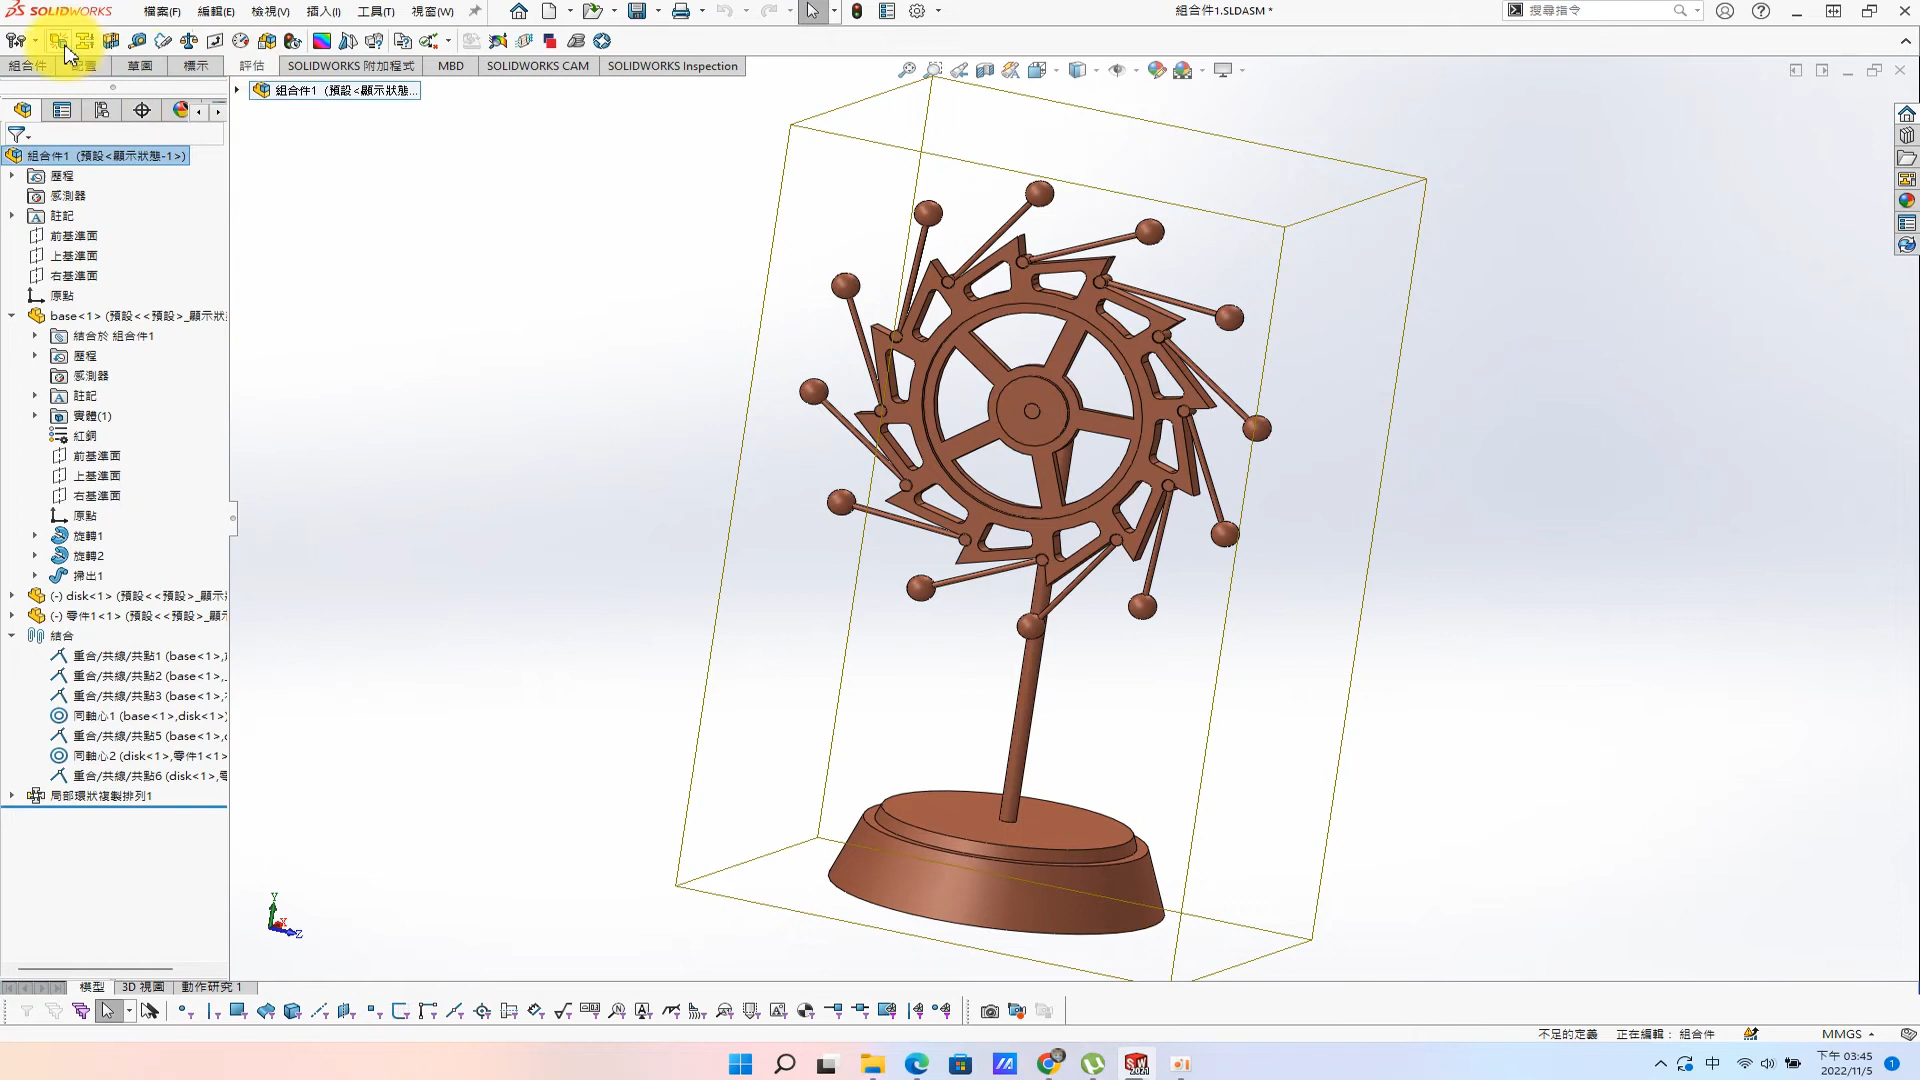 SOLIDWORKS 檔案(F) 編輯(E) 檢視(V) 插入(I) 工具(T) 視窗(W) 組合件1.SLDASM * 搜尋指令
組合件 配置 草圖 標示 評估 SOLIDWORKS 附加程式 MBD SOLIDWORKS CAM SOLIDWORKS Inspection
組合件1 (預設<顯示狀態...
組合件1 (預設<顯示狀態-1>)
歷程
感測器
註記
前基準面
上基準面
右基準面
原點
base<1> (預設<<預設>_顯示狀
結合於 組合件1
歷程
感測器
註記
實體(1)
紅銅
前基準面
上基準面
右基準面
原點
旋轉1
旋轉2
掃出1
(-) disk<1> (預設<<預設>_顯示
(-) 零件1<1> (預設<<預設>_顯
結合
重合/共線/共點1 (base<1>,
重合/共線/共點2 (base<1>,
重合/共線/共點3 (base<1>,
同軸心1 (base<1>,disk<1>)
重合/共線/共點5 (base<1>,
同軸心2 (disk<1>,零件1<1>
重合/共線/共點6 (disk<1>,
局部環狀複製排列1
Y
X
Z
模型 3D 視圖 動作研究 1
不足的定義 正在編輯： 組合件 MMGS
中 下午 03:45
2022/11/5 1